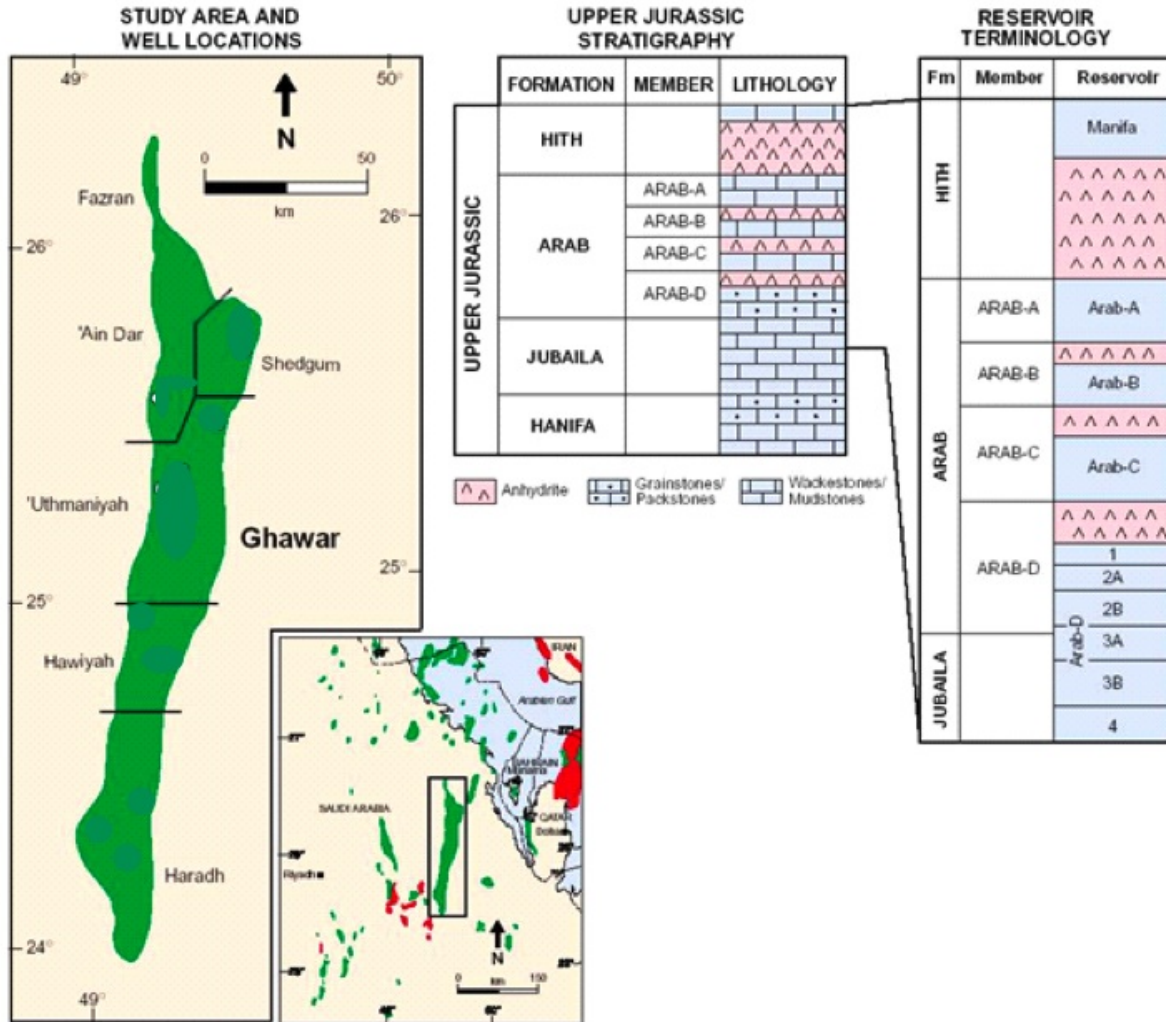 STUDY AREA AND
WELL LOCATIONS
49°
50°
N
0
50
km
Fazran
26°
26°
'Ain Dar
Shedgum
'Uthmaniyah
Ghawar
25°
25°
Hawiyah
Haradh
24°
49°
IRAN
Arabian Gulf
BAHRAIN
Manama
SAUDI ARABIA
QATAR
Doha
Riyadh
N
0
150
km
UPPER JURASSIC
STRATIGRAPHY
FORMATION
MEMBER
LITHOLOGY
UPPER JURASSIC
HITH
ARAB
ARAB-A
ARAB-B
ARAB-C
ARAB-D
JUBAILA
HANIFA
Anhydrite
Grainstones/
Packstones
Wackestones/
Mudstones
RESERVOIR
TERMINOLOGY
Fm
Member
Reservoir
HITH
Manifa
ARAB
ARAB-A
Arab-A
ARAB-B
Arab-B
ARAB-C
Arab-C
ARAB-D
Arab-D
1
2A
2B
3A
3B
4
JUBAILA